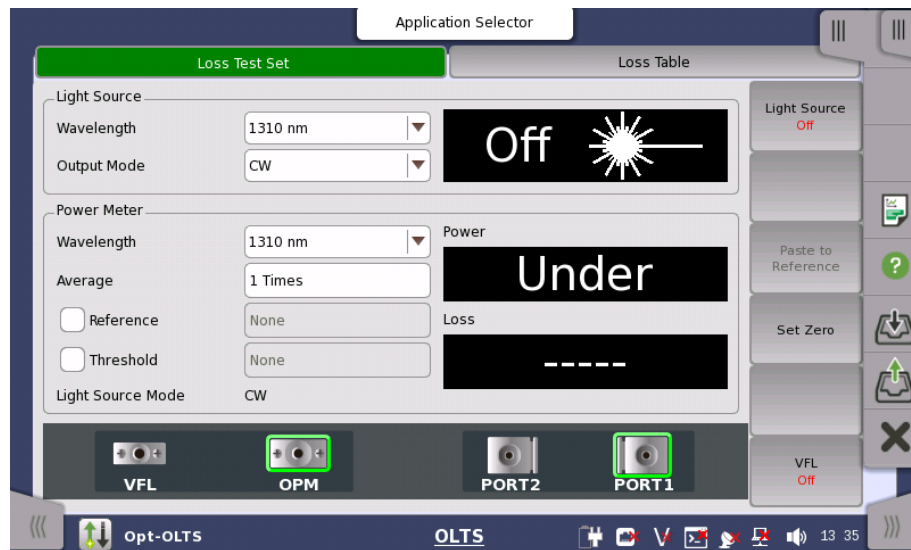 Application Selector
Loss Test Set
Loss Table
Light Source
Wavelength
1310 nm
Output Mode
CW
Off
Power Meter
Wavelength
1310 nm
Average
1 Times
Reference
None
Threshold
None
Light Source Mode
CW
Power
Under
Loss
-----
Light Source
Off
Paste to
Reference
Set Zero
VFL
Off
VFL
OPM
PORT2
PORT1
Opt-OLTS
OLTS
13 35